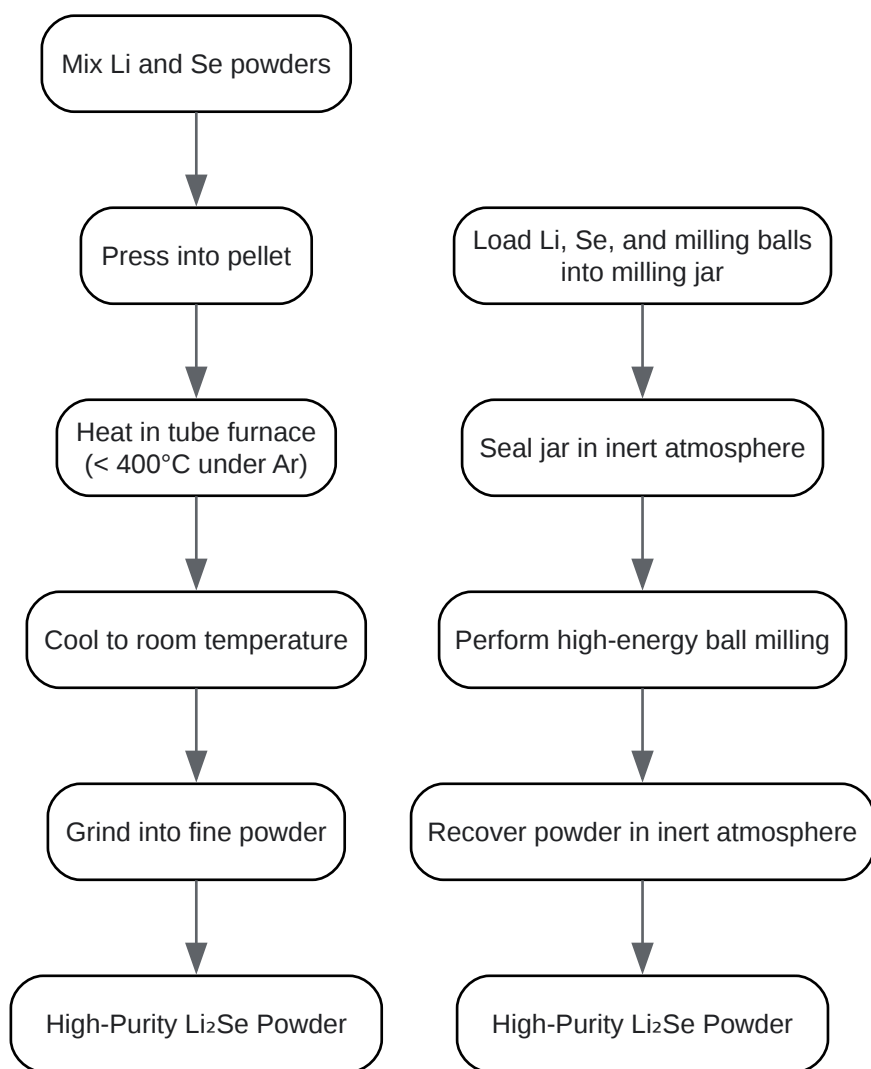 Mix Li and Se powders
Press into pellet
Heat in tube furnace
(< 400°C under Ar)
Cool to room temperature
Grind into fine powder
High-Purity Li₂Se Powder
Load Li, Se, and milling balls
into milling jar
Seal jar in inert atmosphere
Perform high-energy ball milling
Recover powder in inert atmosphere
High-Purity Li₂Se Powder